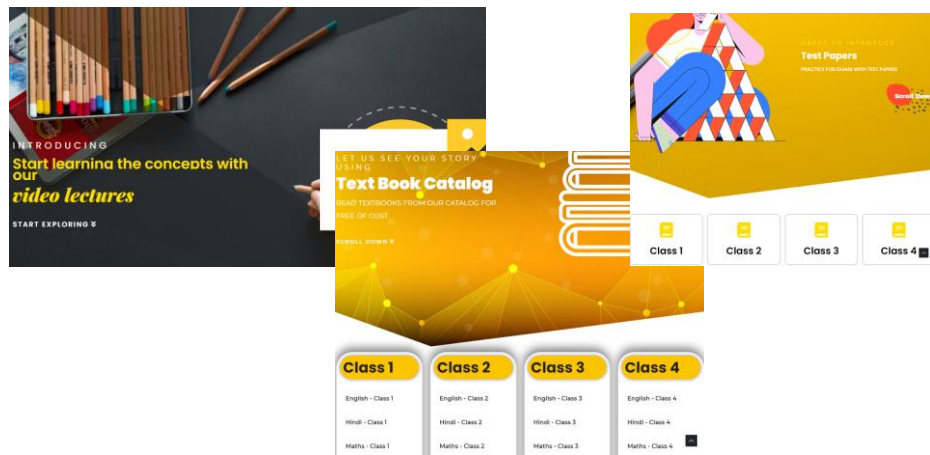 INTRODUCING
Start learning the concepts with
our
video lectures
START EXPLORING
LET US SEE YOUR STORY
USING
Text Book Catalog
READ TEXTBOOKS FROM OUR CATALOG FOR
FREE OF COST
SCROLL DOWN
Class 1 Class 2 Class 3 Class 4
English - Class 1 English - Class 2 English - Class 3 English - Class 4
Hindi - Class 1 Hindi - Class 2 Hindi - Class 3 Hindi - Class 4
Maths - Class 1 Maths - Class 2 Maths - Class 3 Maths - Class 4
HAPPY TO INTRODUCE
Test Papers
PRACTICE FOR EXAMS WITH TEST PAPERS
Scroll Dow
Class 1 Class 2 Class 3 Class 4